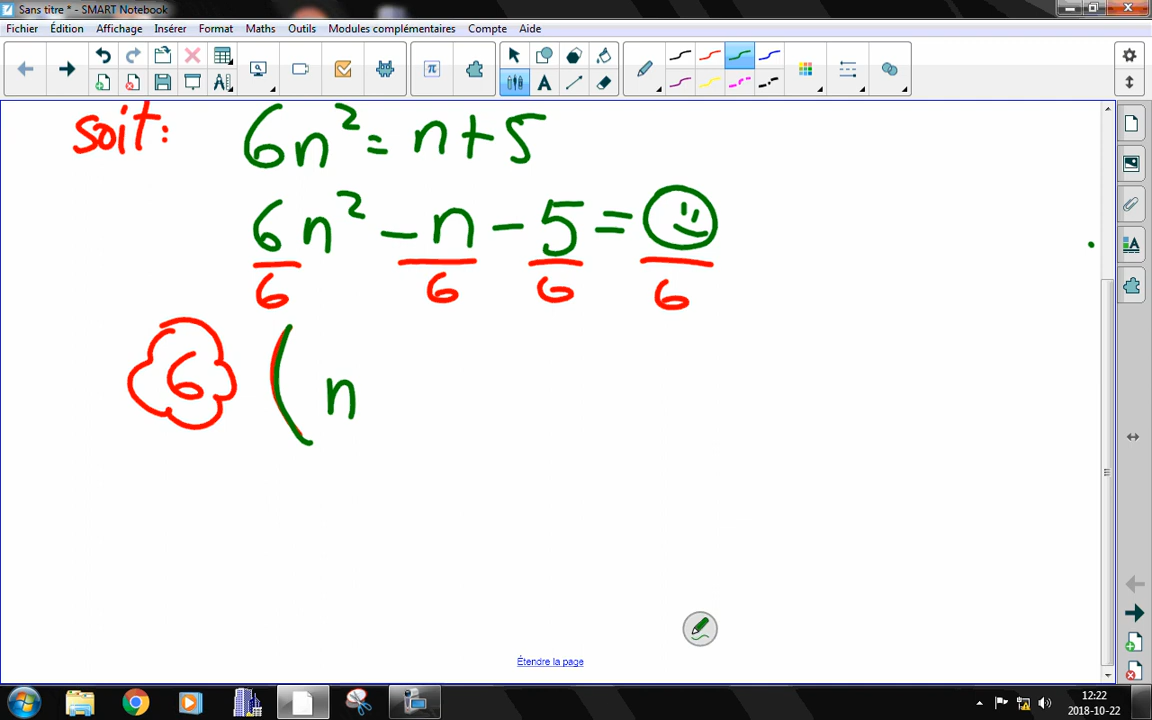 Sans titre * - SMART Notebook
Fichier Édition Affichage Insérer Format Maths Outils Modules complémentaires Compte Aide
soit: 6n² = n + 5
6n² - n - 5 = 
6 6 6 6
6 ( n
Étendre la page
12:22
2018-10-22